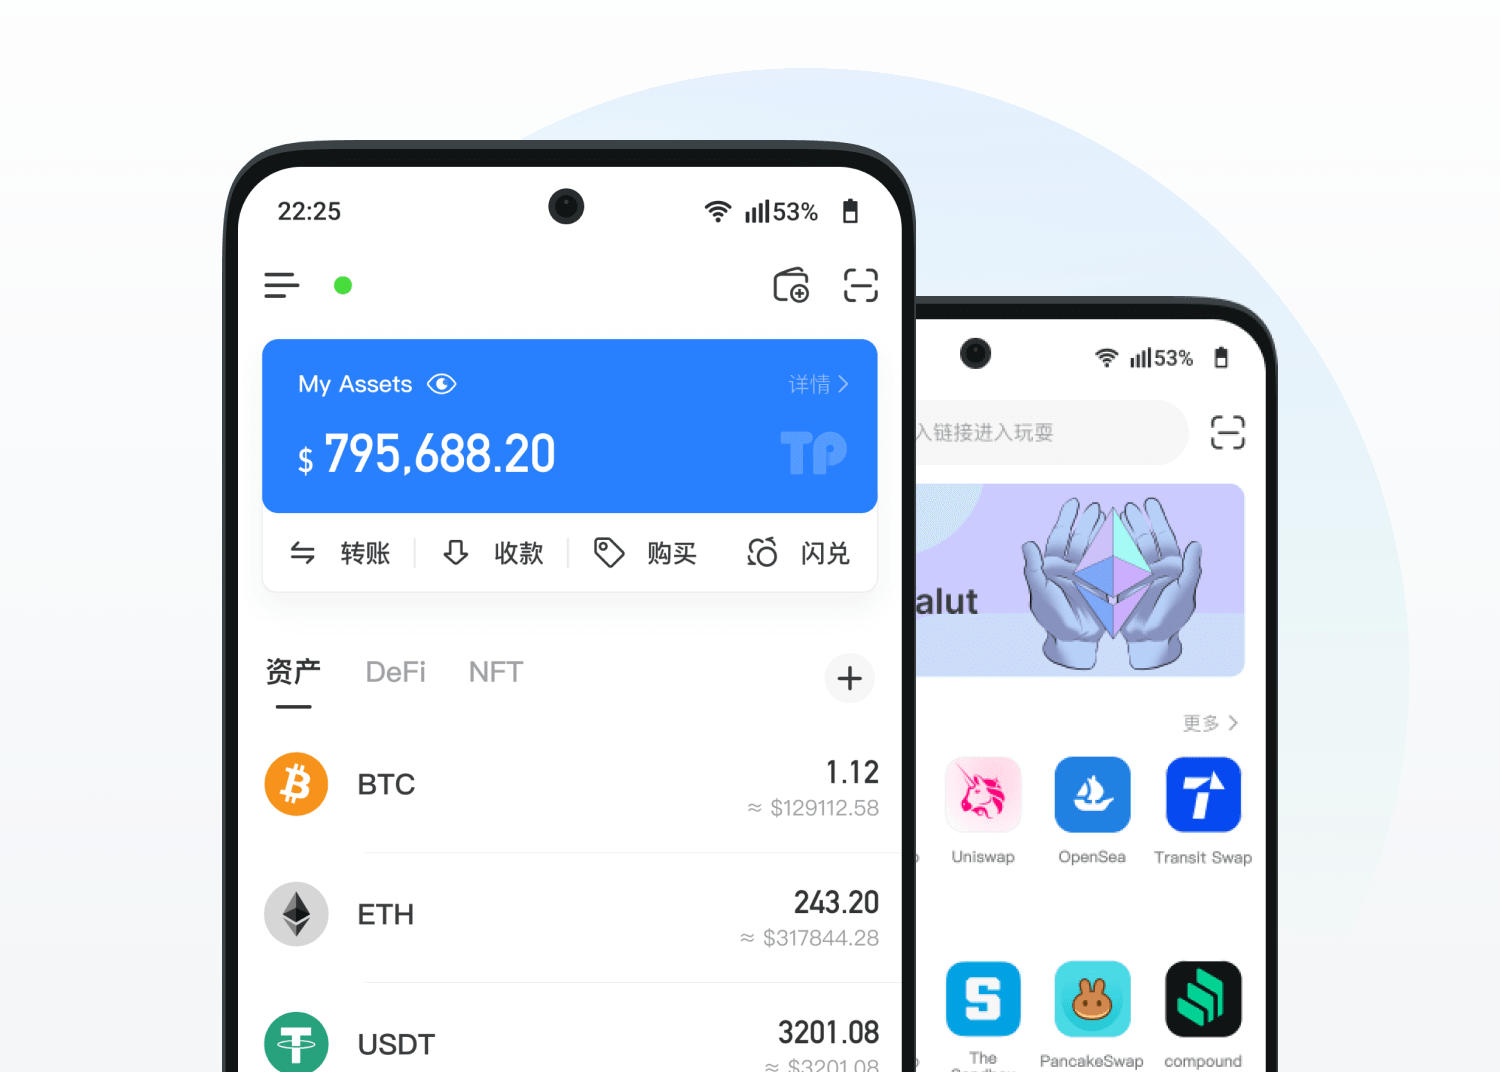 22:25
53%
My Assets
详情
$ 795,688.20
TP
转账
收款
购买
闪兑
资产
DeFi
NFT
BTC
1.12
≈ $129112.58
ETH
243.20
≈ $317844.28
USDT
3201.08
≈ $3201.08
53%
入链接进入玩耍
alut
更多
Uniswap
OpenSea
Transit Swap
The
Sandbox
PancakeSwap
compound